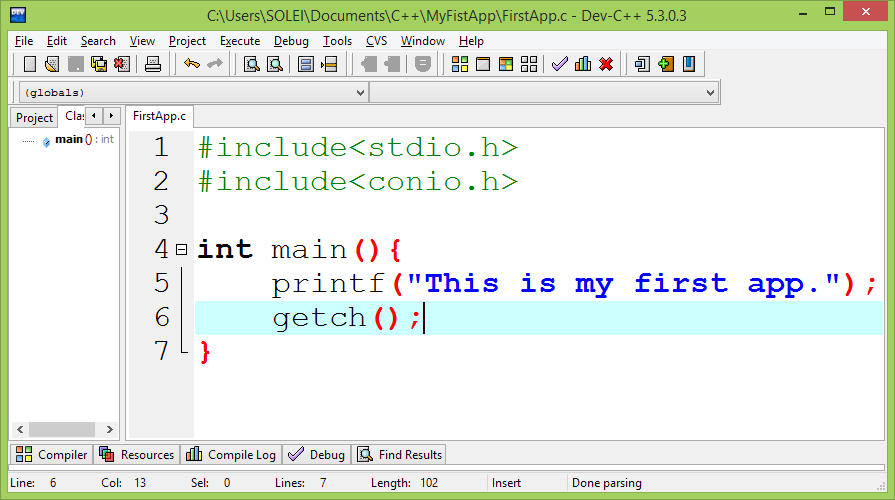 C:\Users\SOLEI\Documents\C++\MyFistApp\FirstApp.c - Dev-C++ 5.3.0.3
File Edit Search View Project Execute Debug Tools CVS Window Help
(globals)
Project Clas FirstApp.c
main () : int
1 #include<stdio.h>
2 #include<conio.h>
3
4 int main(){
5 printf("This is my first app.");
6 getch();
7 }
Compiler Resources Compile Log Debug Find Results
Line: 6 Col: 13 Sel: 0 Lines: 7 Length: 102 Insert Done parsing